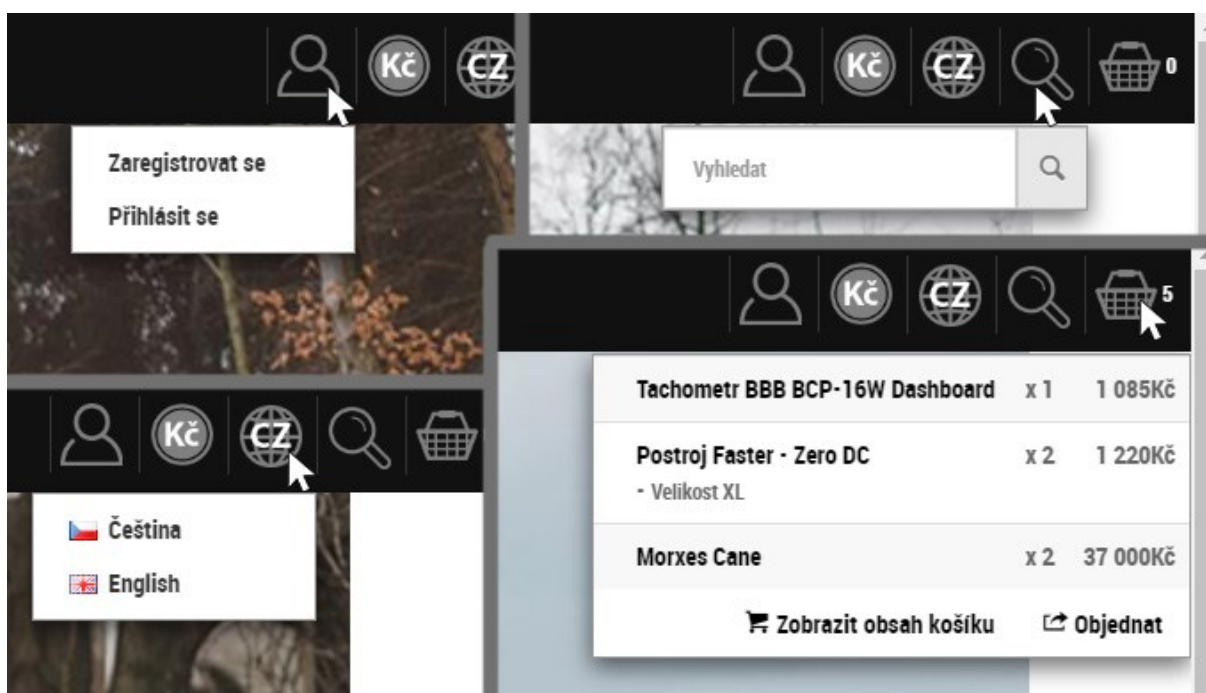 Kč
CZ
Zaregistrovat se
Přihlásit se
Kč
CZ
0
Vyhledat
Kč
CZ
Čeština
English
Kč
CZ
5
Tachometr BBB BCP-16W Dashboard x 1 1 085Kč
Postroj Faster - Zero DC x 2 1 220Kč
- Velikost XL
Morxes Cane x 2 37 000Kč
Zobrazit obsah košíku Objednat